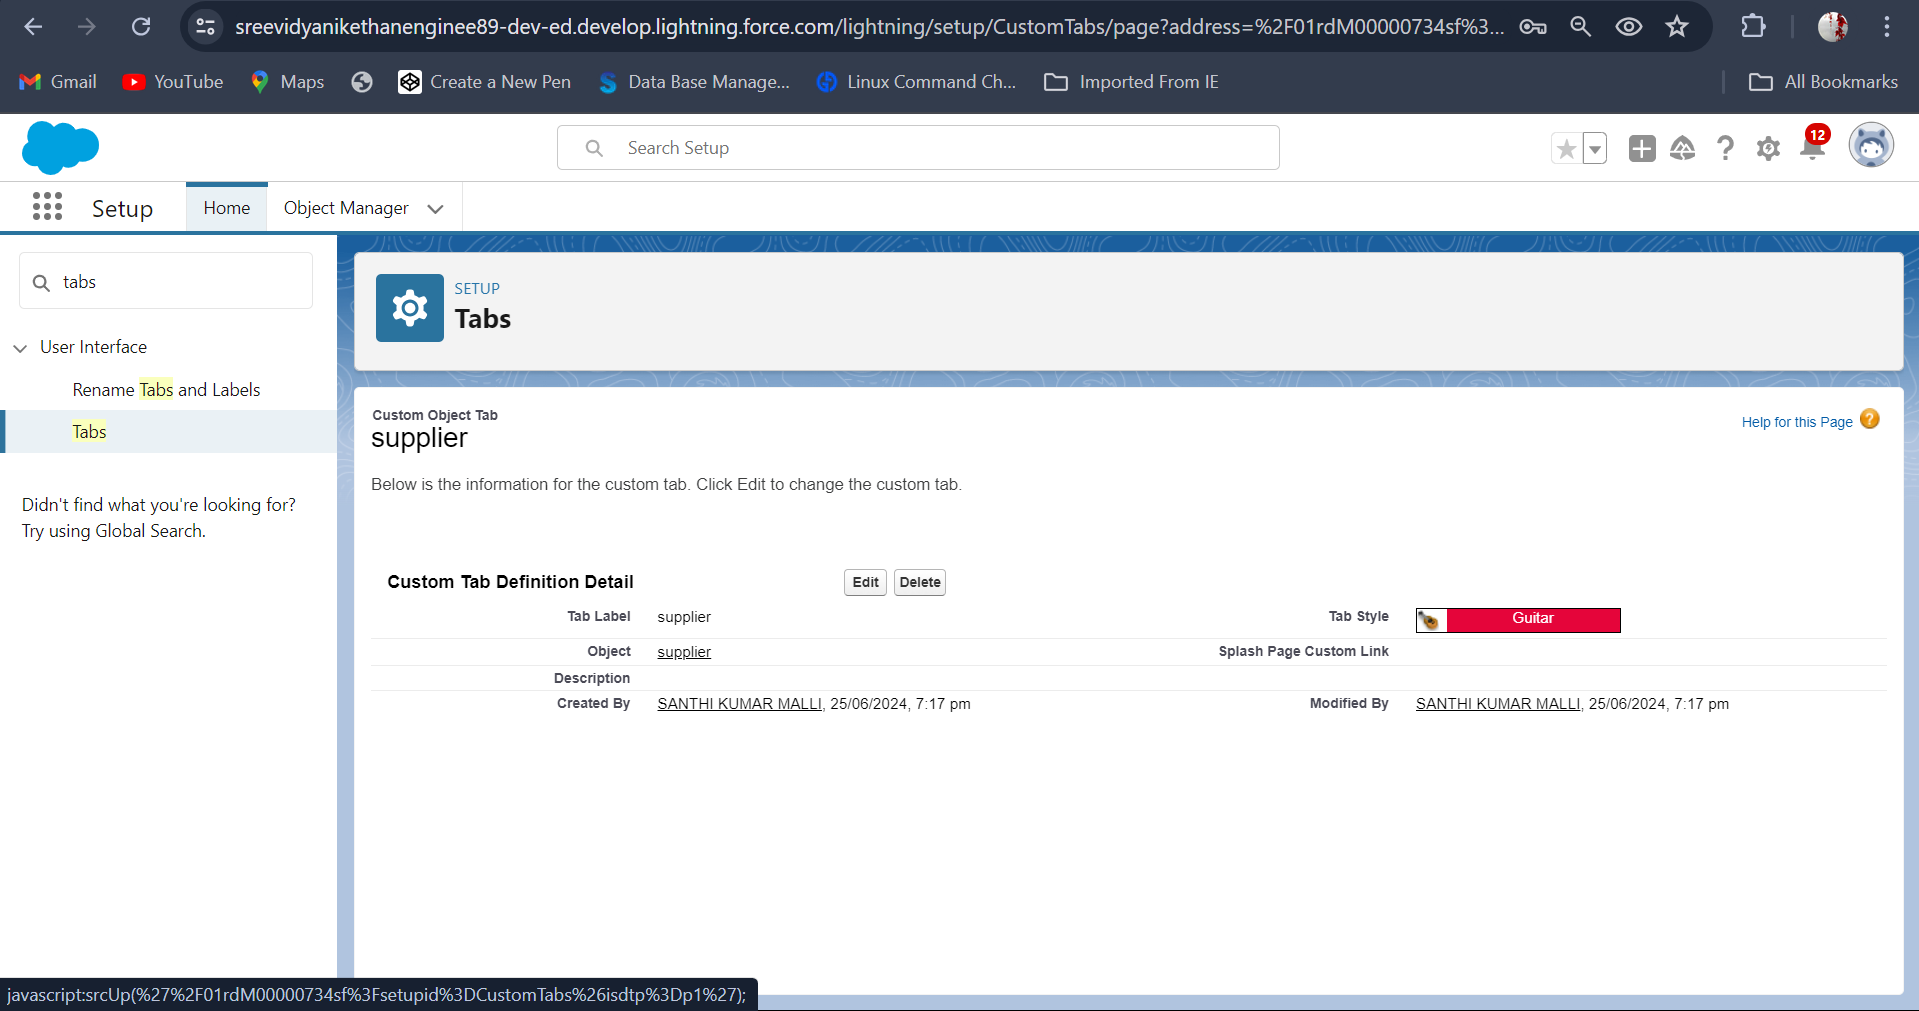 sreevidyanikethanenginee89-dev-ed.develop.lightning.force.com/lightning/setup/CustomTabs/page?address=%2F01rdM00000734sf%3...
Gmail YouTube Maps Create a New Pen Data Base Manage... Linux Command Ch... Imported From IE All Bookmarks
Search Setup
12
Setup Home Object Manager
tabs
User Interface
Rename Tabs and Labels
Tabs
Didn't find what you're looking for?
Try using Global Search.
SETUP
Tabs
Custom Object Tab
supplier
Help for this Page ?
Below is the information for the custom tab. Click Edit to change the custom tab.
Custom Tab Definition Detail Edit Delete
Tab Label supplier Tab Style Guitar
Object supplier Splash Page Custom Link
Description
Created By SANTHI KUMAR MALLI, 25/06/2024, 7:17 pm Modified By SANTHI KUMAR MALLI, 25/06/2024, 7:17 pm
javascript:srcUp(%27%2F01rdM00000734sf%3Fsetupid%3DCustomTabs%26isdtp%3Dp1%27);